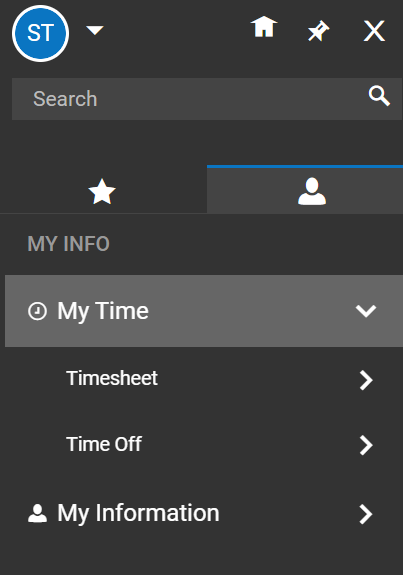 ST
Search
MY INFO
My Time
Timesheet
Time Off
My Information